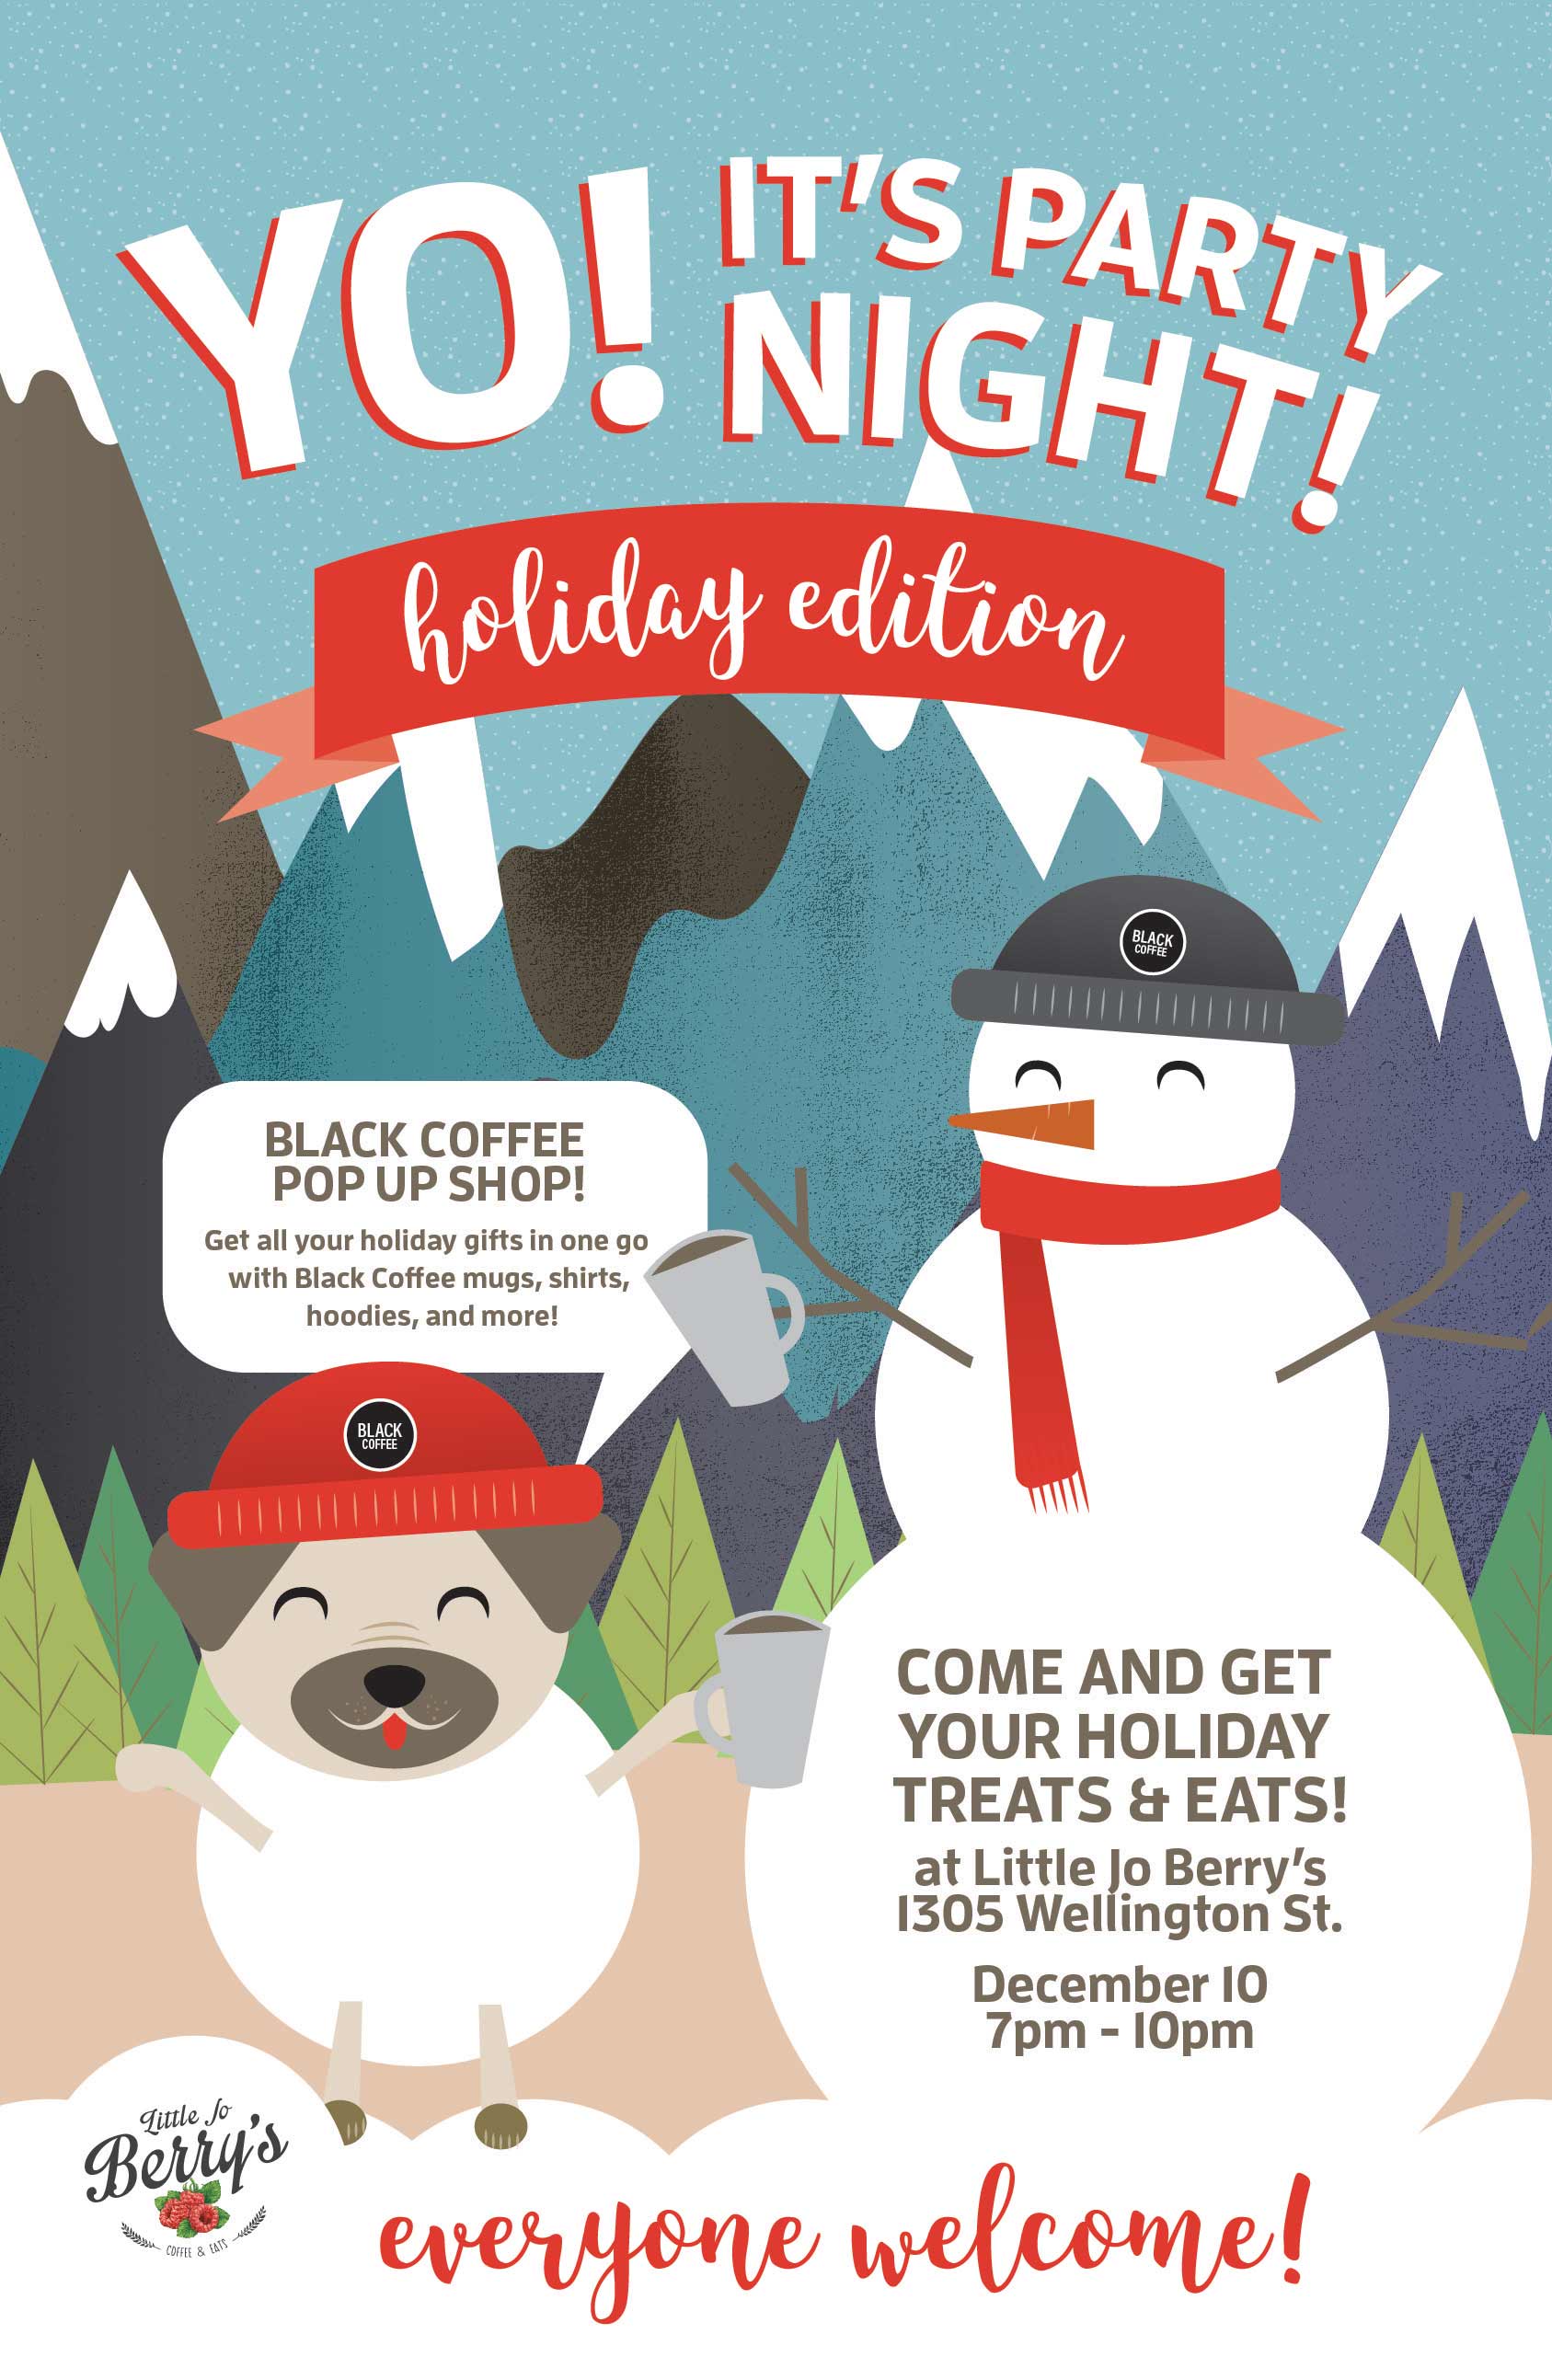 YO! IT'S PARTY
NIGHT!
holiday edition
BLACK
COFFEE
BLACK COFFEE
POP UP SHOP!
Get all your holiday gifts in one go
with Black Coffee mugs, shirts,
hoodies, and more!
BLACK
COFFEE
COME AND GET
YOUR HOLIDAY
TREATS & EATS!
at Little Jo Berry's
1305 Wellington St.
December 10
7pm - 10pm
Little Jo
Berry's
COFFEE & EATS
everyone welcome!